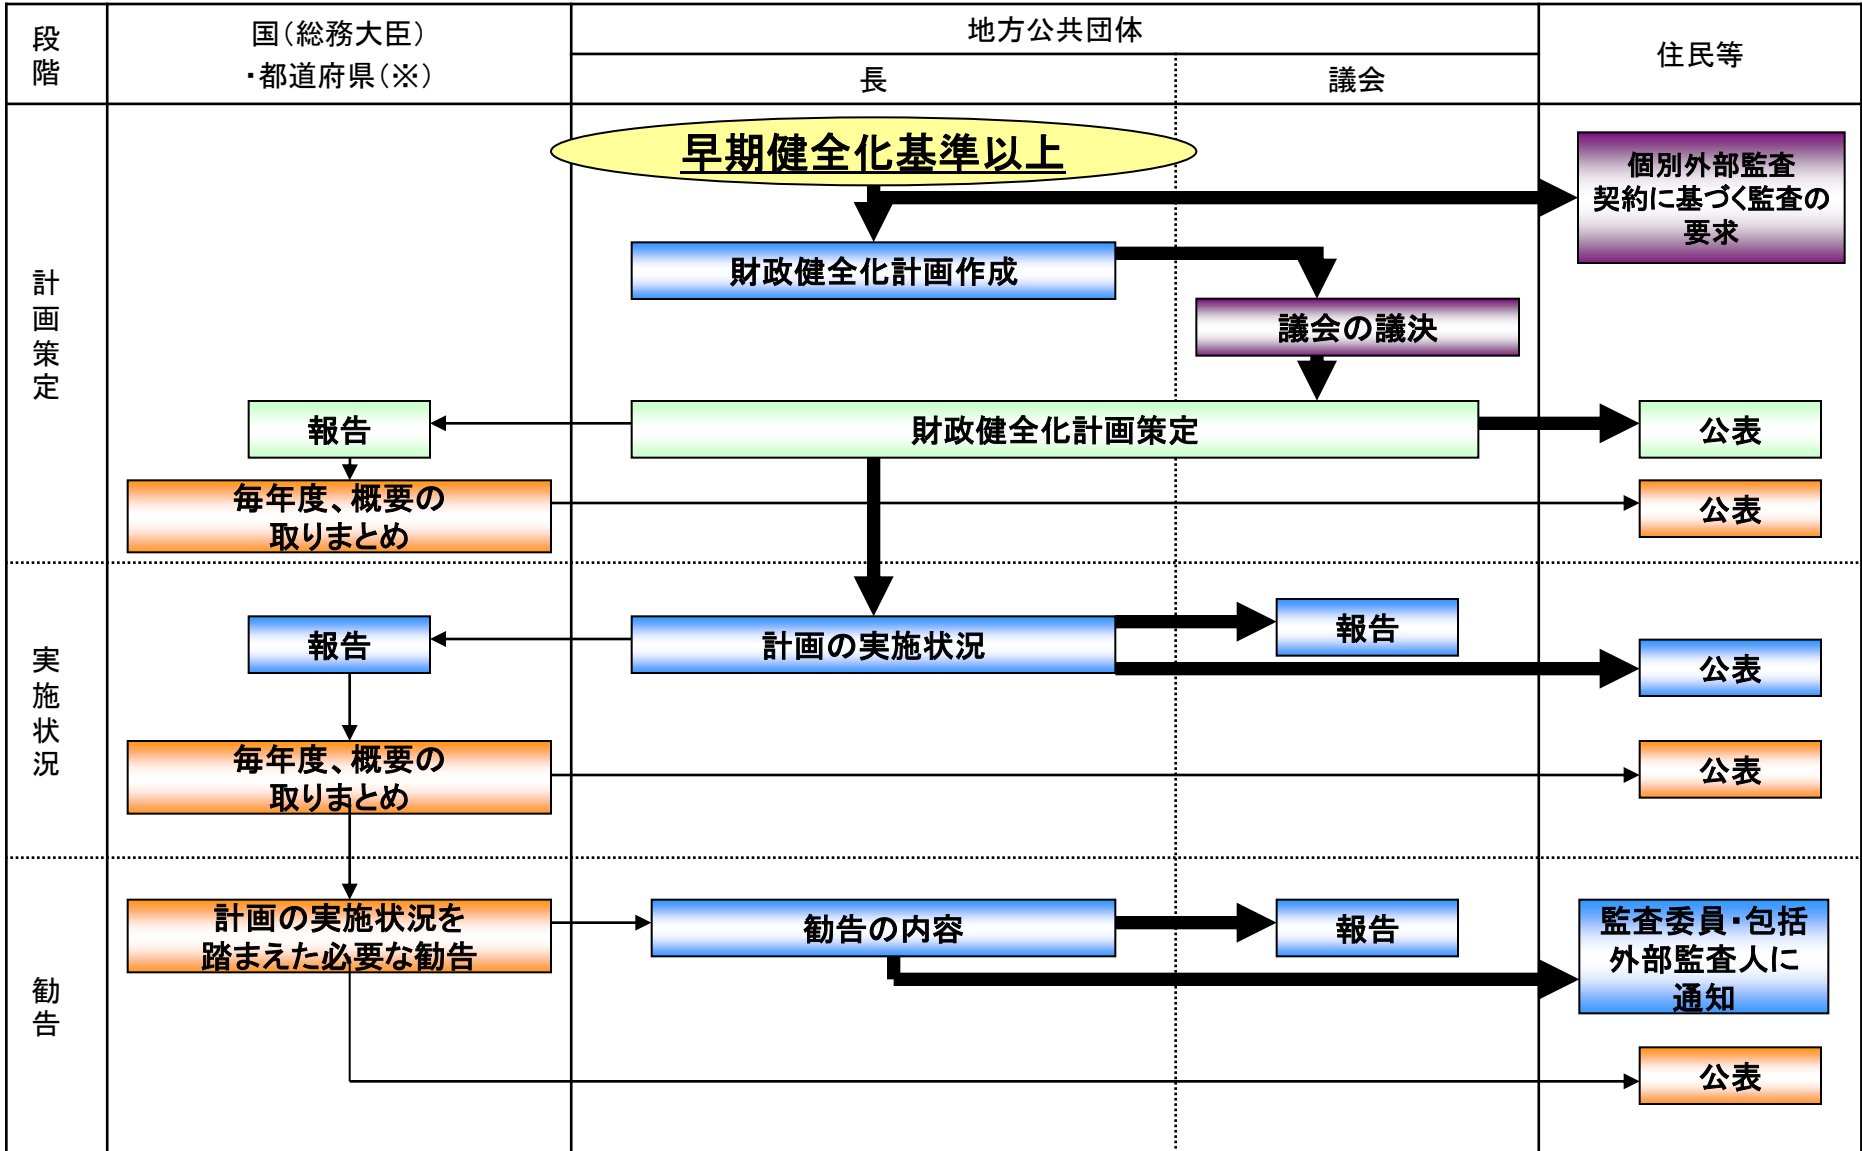 段階
国(総務大臣)
・都道府県(※)
地方公共団体
長
議会
住民等
計画策定
早期健全化基準以上
個別外部監査
契約に基づく監査の
要求
財政健全化計画作成
議会の議決
報告
財政健全化計画策定
公表
毎年度、概要の
取りまとめ
公表
実施状況
報告
計画の実施状況
報告
公表
毎年度、概要の
取りまとめ
公表
勧告
計画の実施状況を
踏まえた必要な勧告
勧告の内容
報告
監査委員・包括
外部監査人に
通知
公表